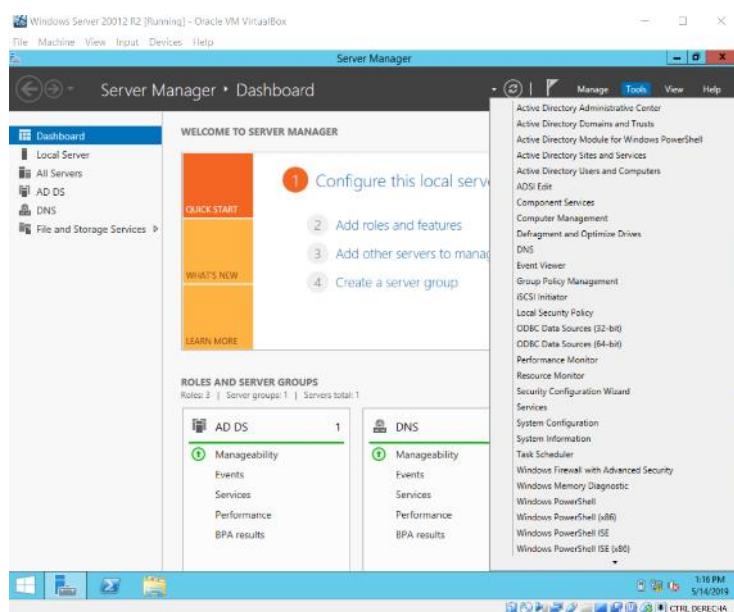 Windows Server 20012 R2 [Running] - Oracle VM VirtualBox
File Machine View Input Devices Help
Server Manager
Server Manager • Dashboard
Manage Tools View Help
Dashboard
Local Server
All Servers
AD DS
DNS
File and Storage Services
WELCOME TO SERVER MANAGER
QUICK START
WHAT'S NEW
LEARN MORE
1 Configure this local serv
2 Add roles and features
3 Add other servers to manag
4 Create a server group
ROLES AND SERVER GROUPS
Roles: 3 | Server groups: 1 | Servers total: 1
AD DS 1
Manageability
Events
Services
Performance
BPA results
DNS
Manageability
Events
Services
Performance
BPA results
Active Directory Administrative Center
Active Directory Domains and Trusts
Active Directory Module for Windows PowerShell
Active Directory Sites and Services
Active Directory Users and Computers
ADSI Edit
Component Services
Computer Management
Defragment and Optimize Drives
DNS
Event Viewer
Group Policy Management
iSCSI Initiator
Local Security Policy
ODBC Data Sources (32-bit)
ODBC Data Sources (64-bit)
Performance Monitor
Resource Monitor
Security Configuration Wizard
Services
System Configuration
System Information
Task Scheduler
Windows Firewall with Advanced Security
Windows Memory Diagnostic
Windows PowerShell
Windows PowerShell (x86)
Windows PowerShell ISE
Windows PowerShell ISE (x86)
1:16 PM
5/14/2019
CTRL DERECHA